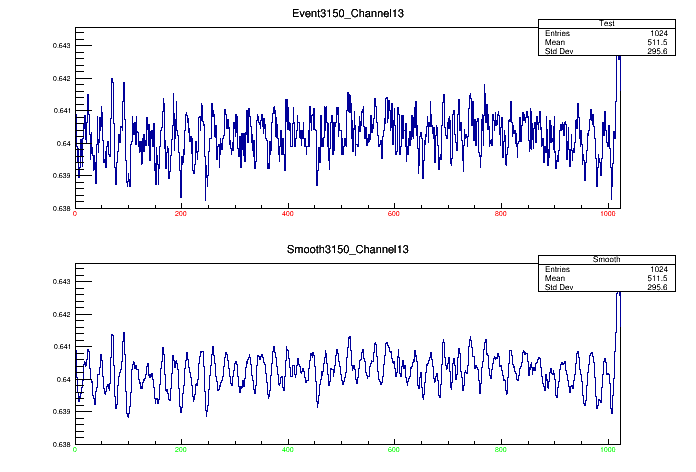 Event3150_Channel13
Test
Entries 1024
Mean 511.5
Std Dev 295.6
0.643
0.642
0.641
0.64
0.639
0.638
0 200 400 600 800 1000
Smooth3150_Channel13
Smooth
Entries 1024
Mean 511.5
Std Dev 295.6
0.643
0.642
0.641
0.64
0.639
0.638
0 200 400 600 800 1000